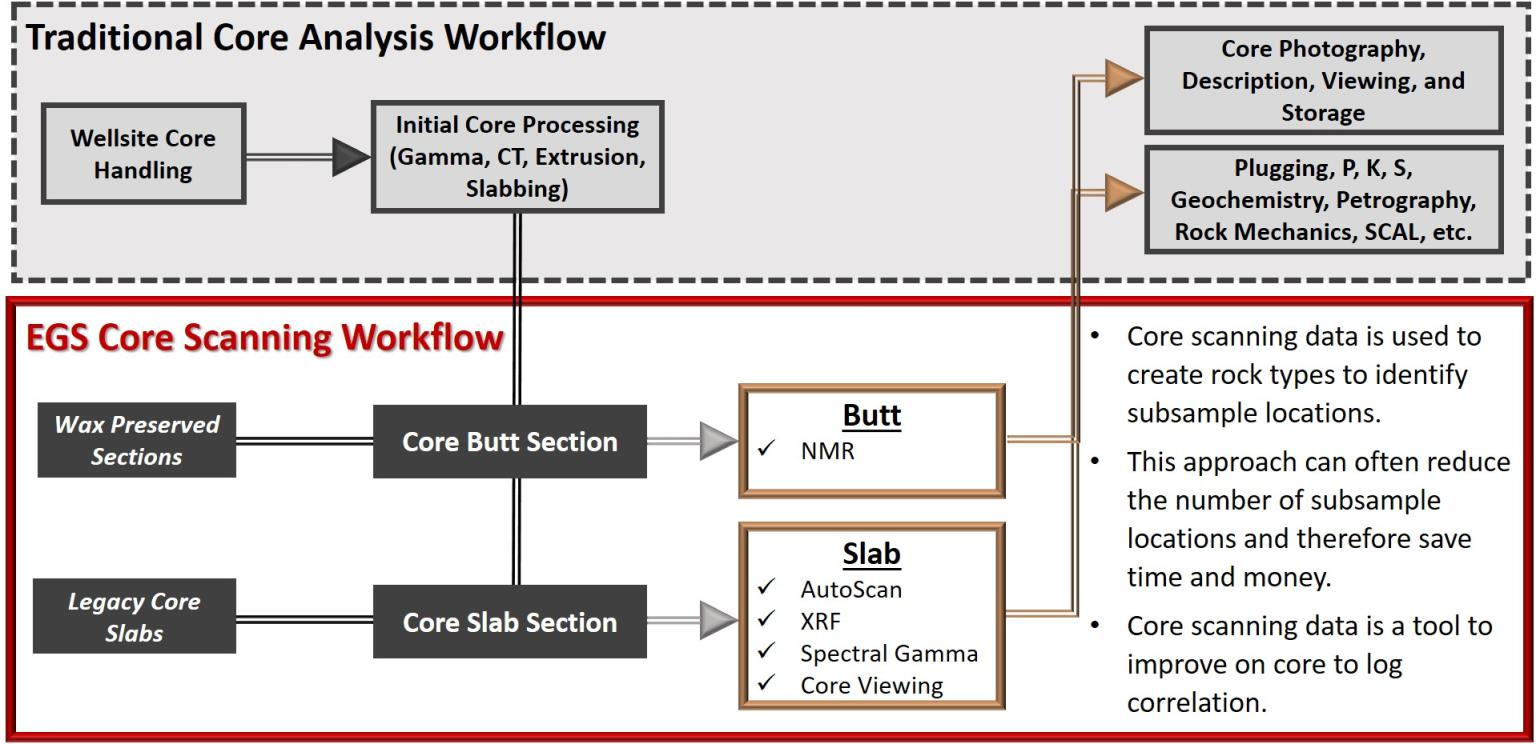 Traditional Core Analysis Workflow
Wellsite Core
Handling
Initial Core Processing
(Gamma, CT, Extrusion,
Slabbing)
Core Photography,
Description, Viewing, and
Storage
Plugging, P, K, S,
Geochemistry, Petrography,
Rock Mechanics, SCAL, etc.
EGS Core Scanning Workflow
Wax Preserved
Sections
Core Butt Section
Butt
✓ NMR
Legacy Core
Slabs
Core Slab Section
Slab
✓ AutoScan
✓ XRF
✓ Spectral Gamma
✓ Core Viewing
• Core scanning data is used to
create rock types to identify
subsample locations.
• This approach can often reduce
the number of subsample
locations and therefore save
time and money.
• Core scanning data is a tool to
improve on core to log
correlation.